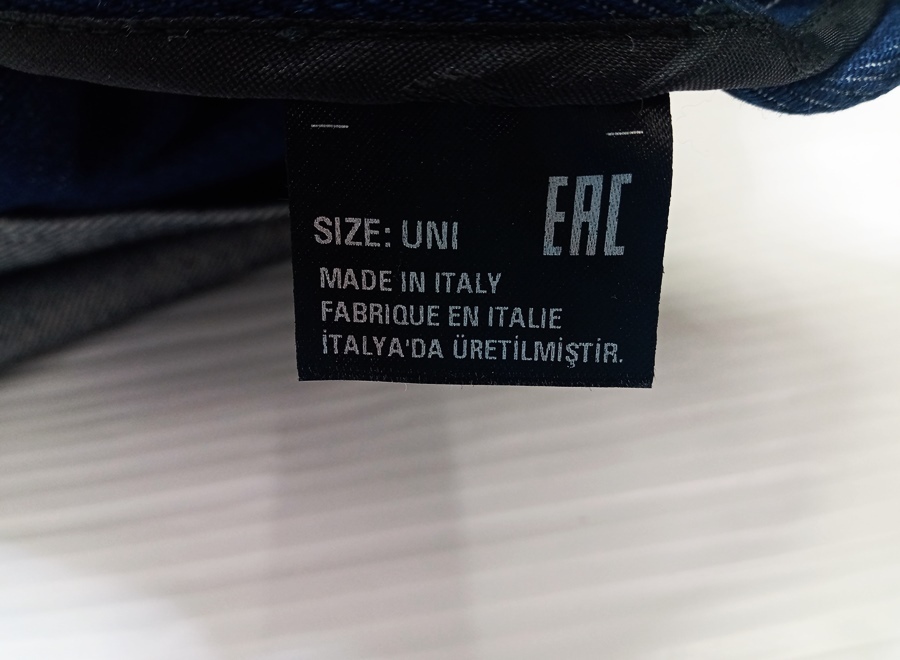 EAC
SIZE: UNI
MADE IN ITALY
FABRIQUE EN ITALIE
İTALYA'DA ÜRETİLMİŞTİR.